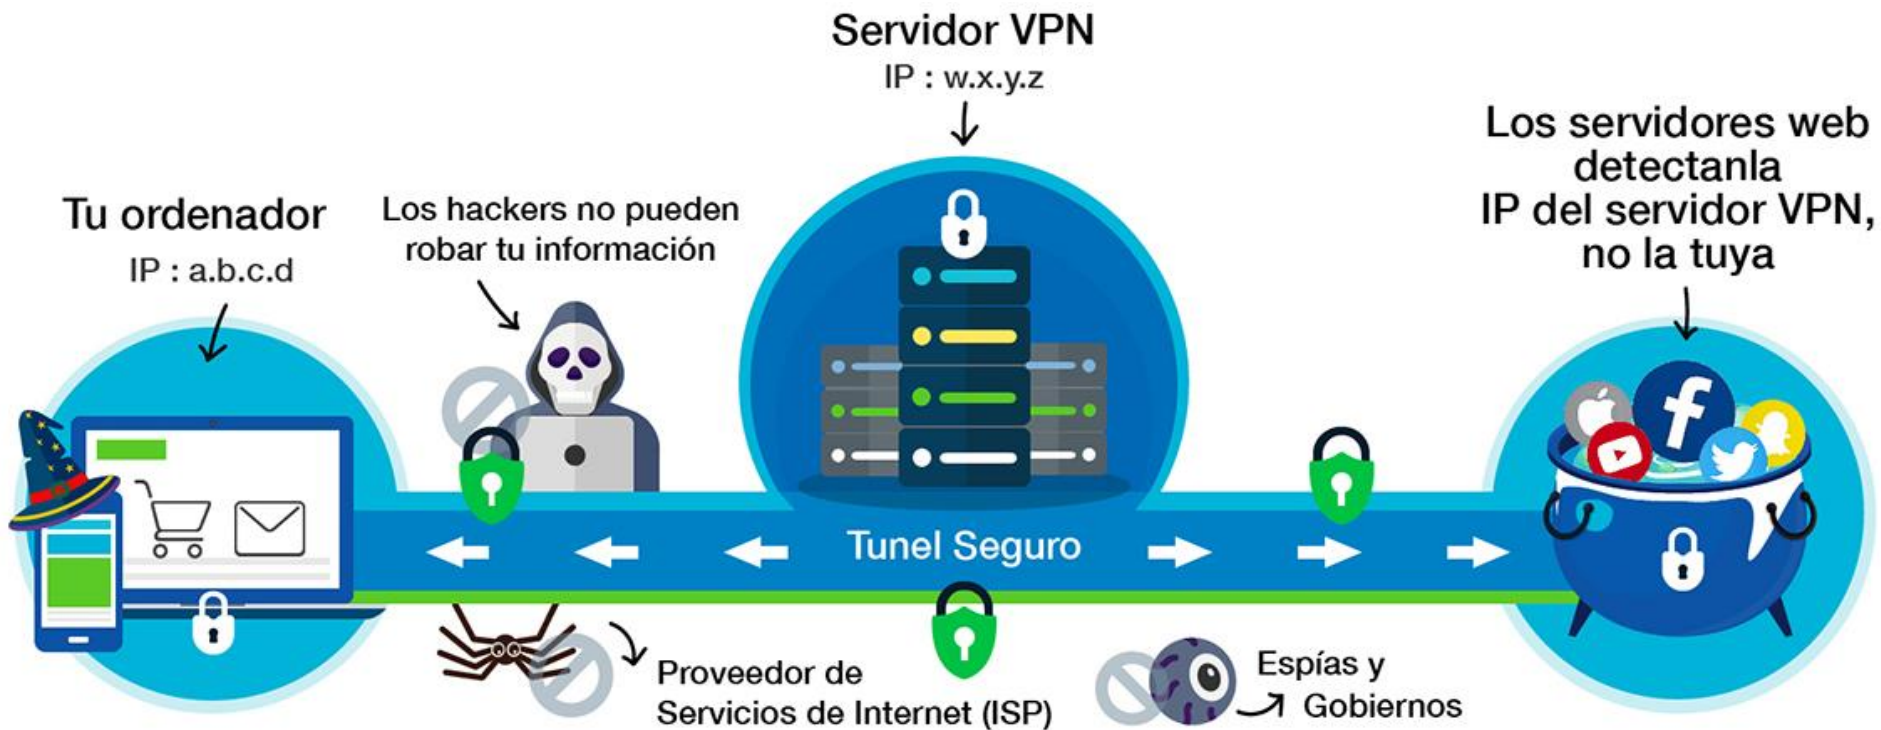 Servidor VPN
IP : w.x.y.z
Los servidores web
detectanla
IP del servidor VPN,
no la tuya
Tu ordenador
IP : a.b.c.d
Los hackers no pueden
robar tu información
Tunel Seguro
Proveedor de
Servicios de Internet (ISP)
Espías y
Gobiernos